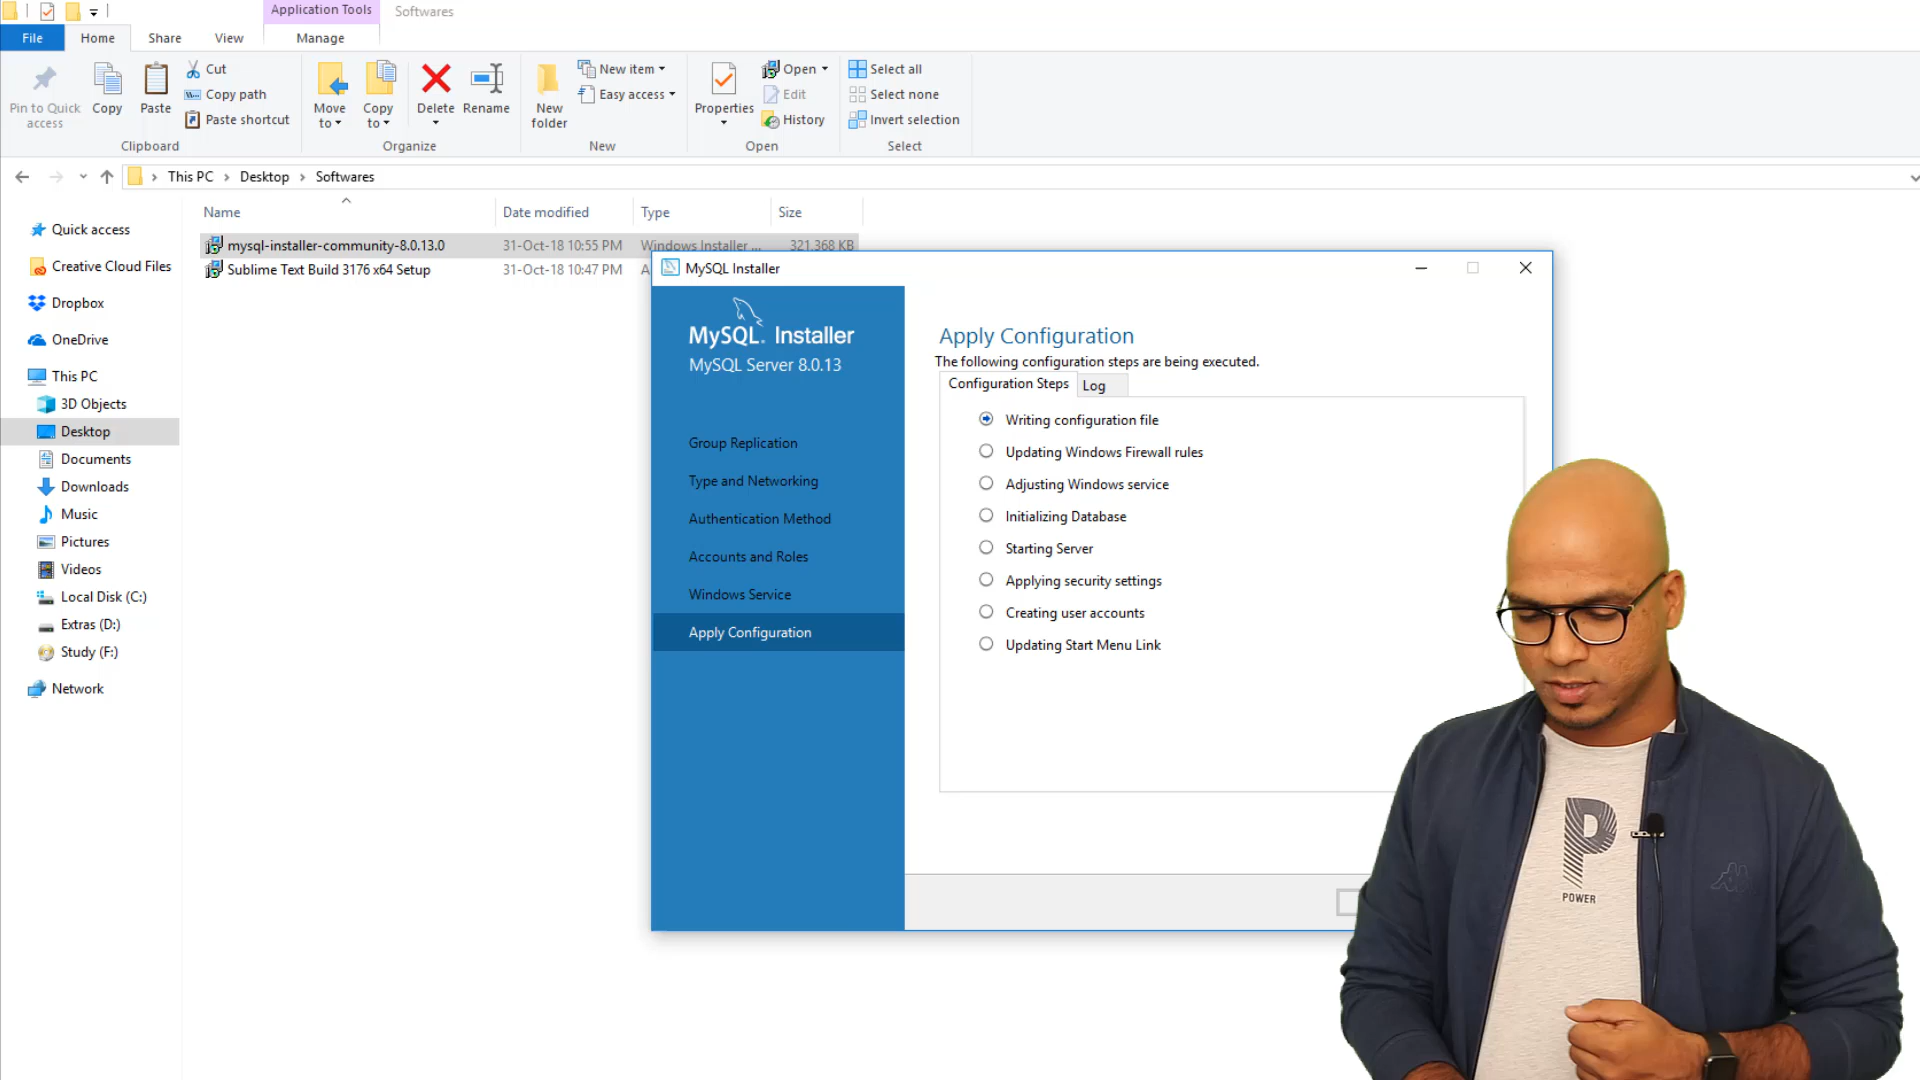 Application Tools
Softwares
File
Home
Share
View
Manage
Pin to Quick access
Copy
Paste
Cut
Copy path
Paste shortcut
Clipboard
Move to
Copy to
Delete
Rename
Organize
New folder
New item
Easy access
New
Properties
Open
Edit
History
Open
Select all
Select none
Invert selection
Select
This PC
Desktop
Softwares
Name
Date modified
Type
Size
mysql-installer-community-8.0.13.0
31-Oct-18 10:55 PM
Windows Installer ...
321,368 KB
Sublime Text Build 3176 x64 Setup
31-Oct-18 10:47 PM
Quick access
Creative Cloud Files
Dropbox
OneDrive
This PC
3D Objects
Desktop
Documents
Downloads
Music
Pictures
Videos
Local Disk (C:)
Extras (D:)
Study (F:)
Network
MySQL Installer
MySQL. Installer
MySQL Server 8.0.13
Group Replication
Type and Networking
Authentication Method
Accounts and Roles
Windows Service
Apply Configuration
Apply Configuration
The following configuration steps are being executed.
Configuration Steps
Log
Writing configuration file
Updating Windows Firewall rules
Adjusting Windows service
Initializing Database
Starting Server
Applying security settings
Creating user accounts
Updating Start Menu Link
P
POWER